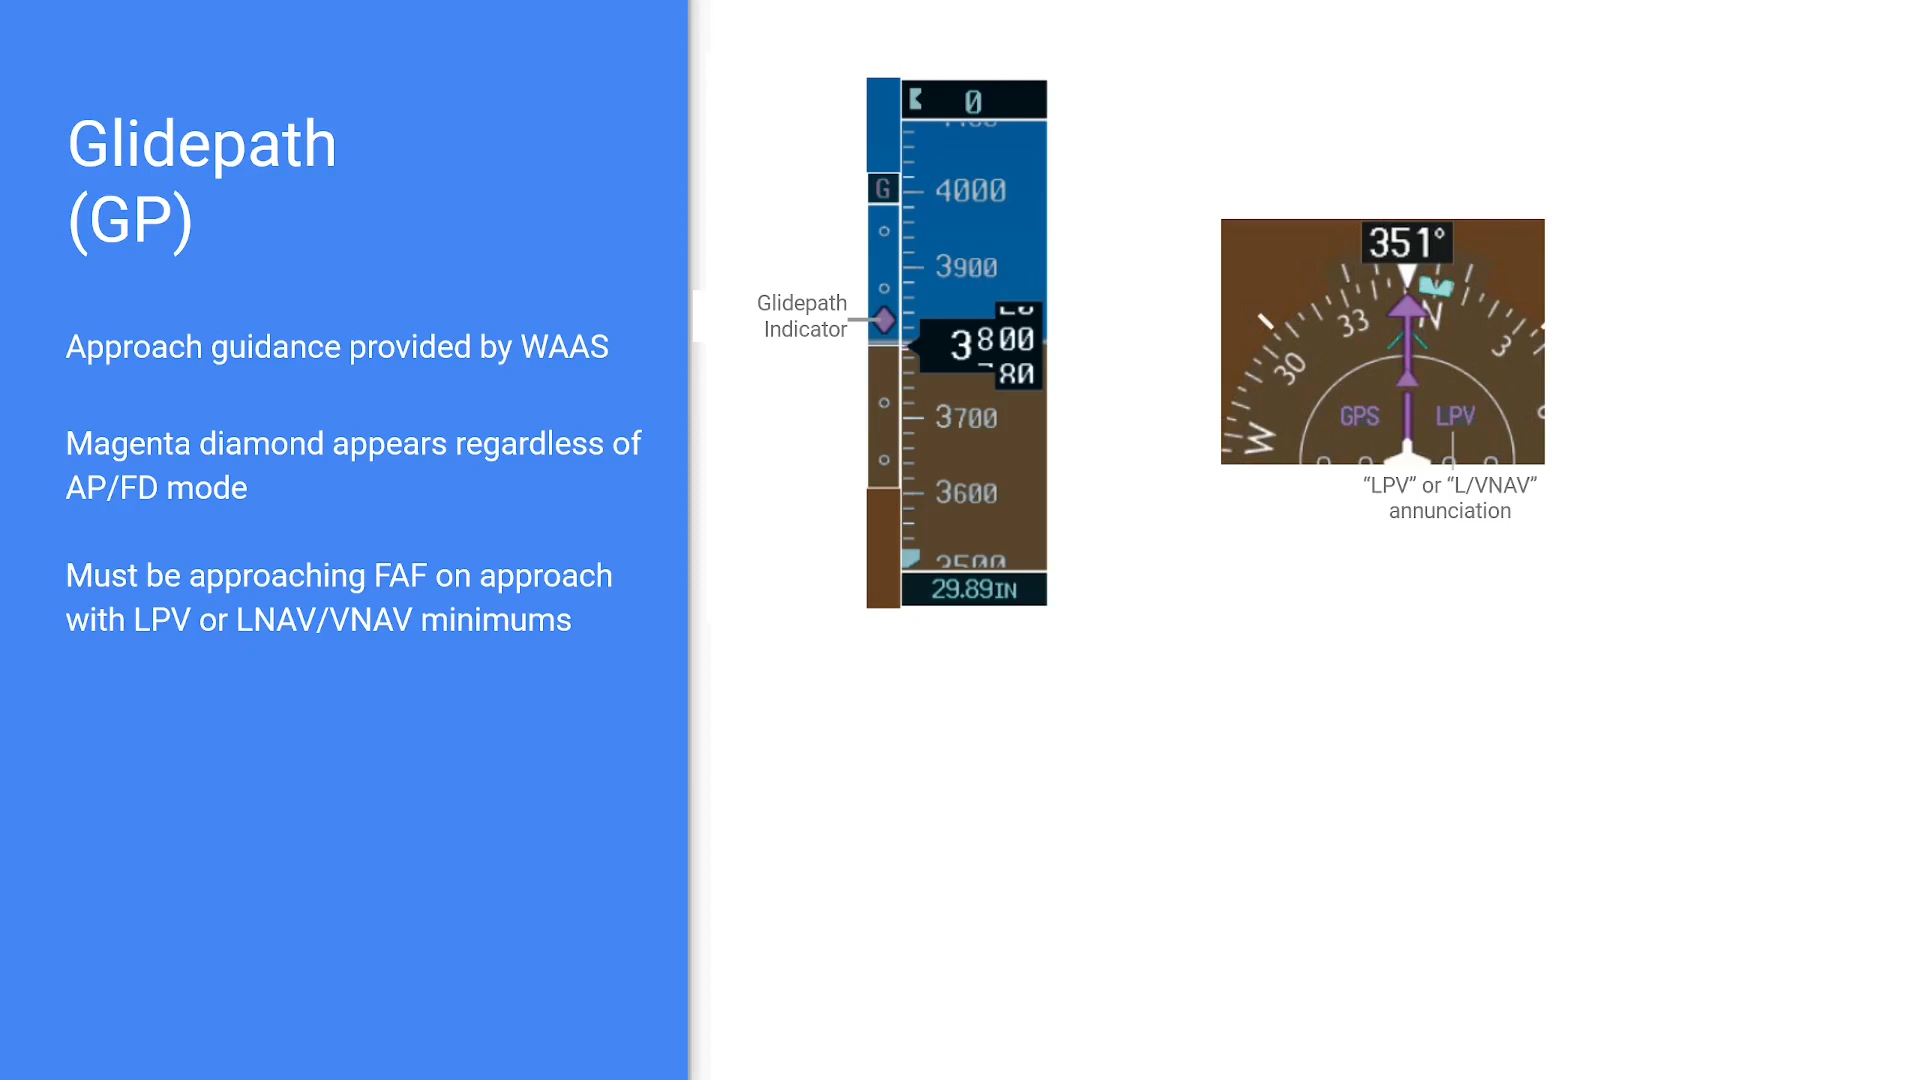 Glidepath
(GP)
Approach guidance provided by WAAS
Magenta diamond appears regardless of
AP/FD mode
Must be approaching FAF on approach
with LPV or LNAV/VNAV minimums
Glidepath
Indicator
0
G
4000
3900
3800
80
3700
3600
3500
29.89IN
351°
33
N
3
30
W
GPS
LPV
“LPV” or “L/VNAV”
annunciation